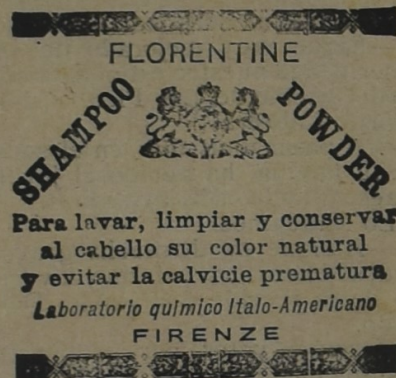 FLORENTINE
SHAMPOO POWDER
Para lavar, limpiar y conservar
al cabello su color natural
y evitar la calvicie prematura
Laboratorio químico Italo-Americano
FIRENZE